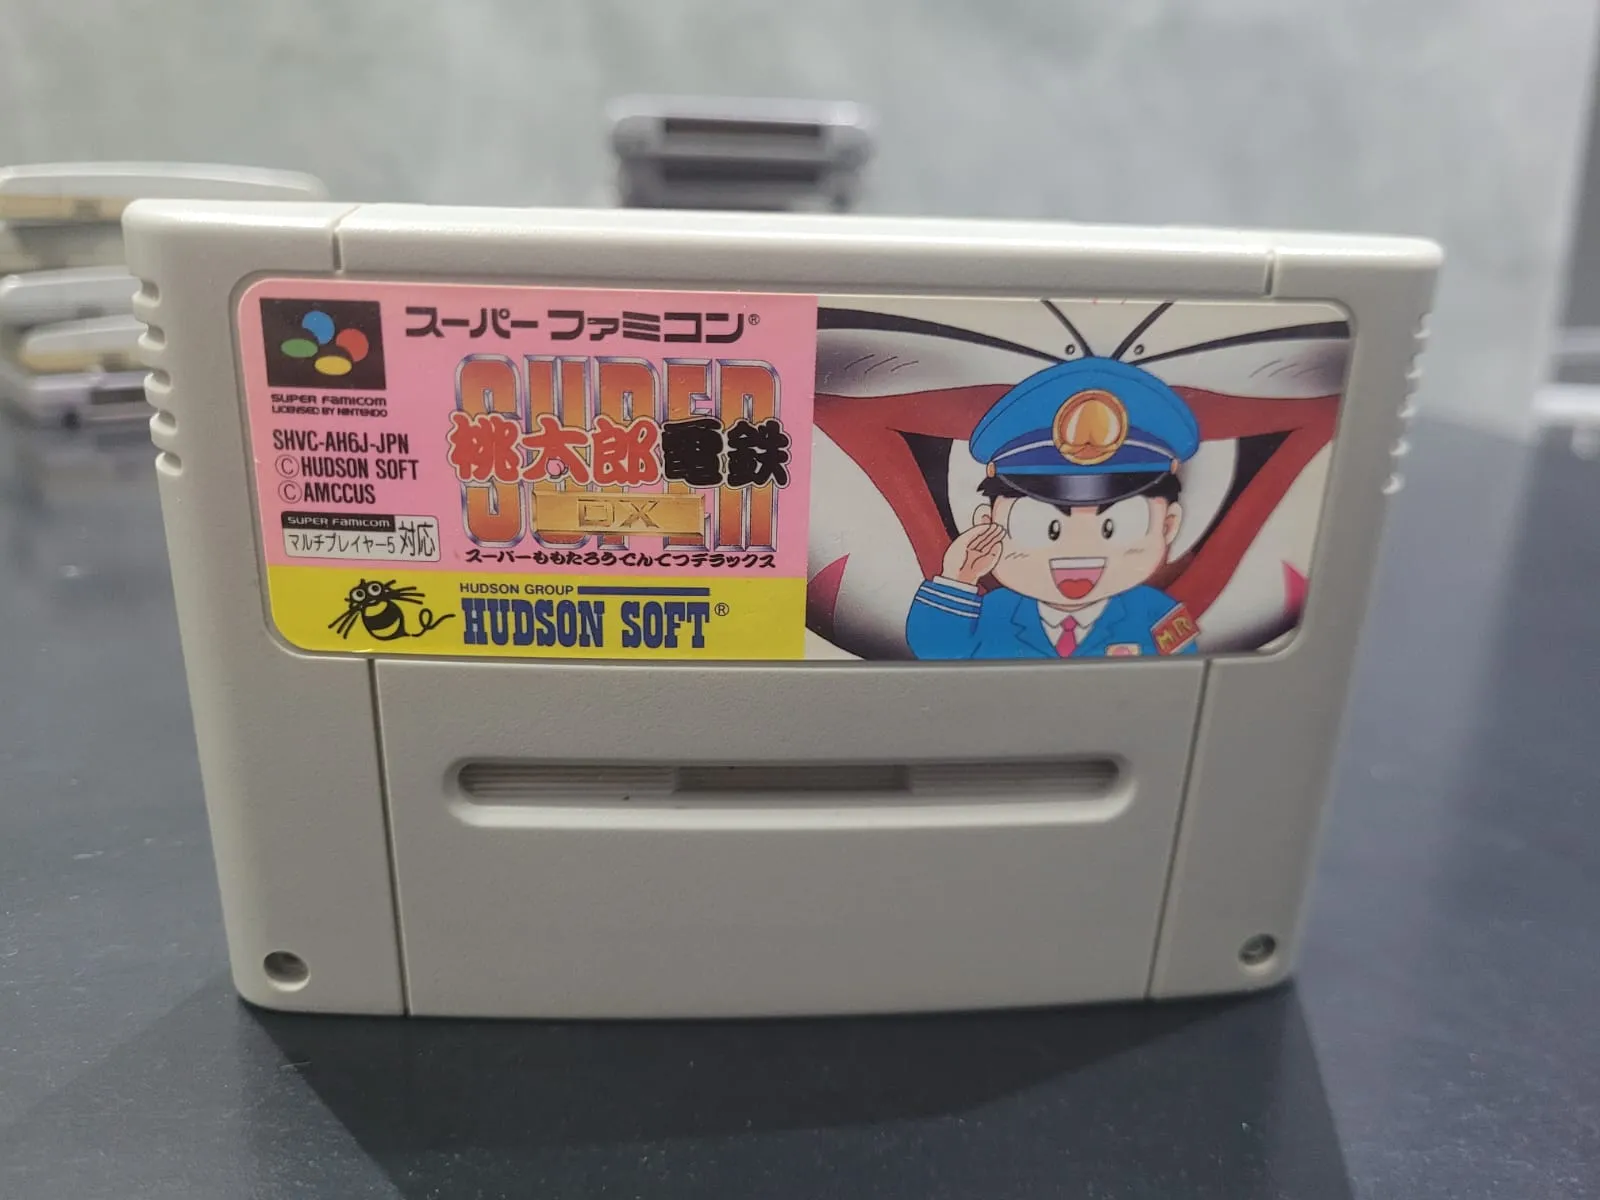 スーパーファミコン®
SUPER FAMICOM
LICENSED BY NINTENDO
SHVC-AH6J-JPN
©HUDSON SOFT
©AMCCUS
SUPER FAMICOM
マルチプレイヤー5 対応
SUPER
桃太郎電鉄
DX
スーパーももたろうでんてつデラックス
HUDSON GROUP
HUDSON SOFT®
MR